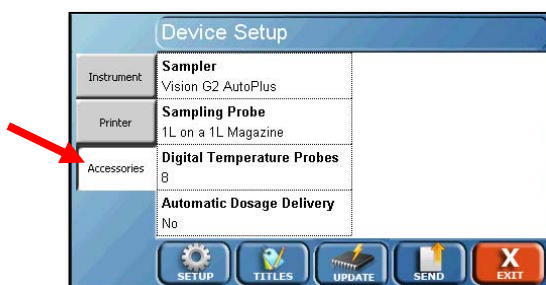 Device Setup
Instrument
Printer
Accessories
Sampler
Vision G2 AutoPlus
Sampling Probe
1L on a 1L Magazine
Digital Temperature Probes
8
Automatic Dosage Delivery
No
SETUP
TITLES
UPDATE
SEND
X
EXIT